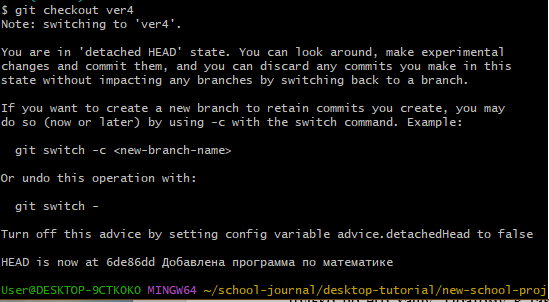 $ git checkout ver4
Note: switching to 'ver4'.

You are in 'detached HEAD' state. You can look around, make experimental
changes and commit them, and you can discard any commits you make in this
state without impacting any branches by switching back to a branch.

If you want to create a new branch to retain commits you create, you may
do so (now or later) by using -c with the switch command. Example:

  git switch -c <new-branch-name>

Or undo this operation with:

  git switch -

Turn off this advice by setting config variable advice.detachedHead to false

HEAD is now at 6de86dd Добавлена программа по математике

User@DESKTOP-9CTKOKO MINGW64 ~/school-journal/desktop-tutorial/new-school-proj